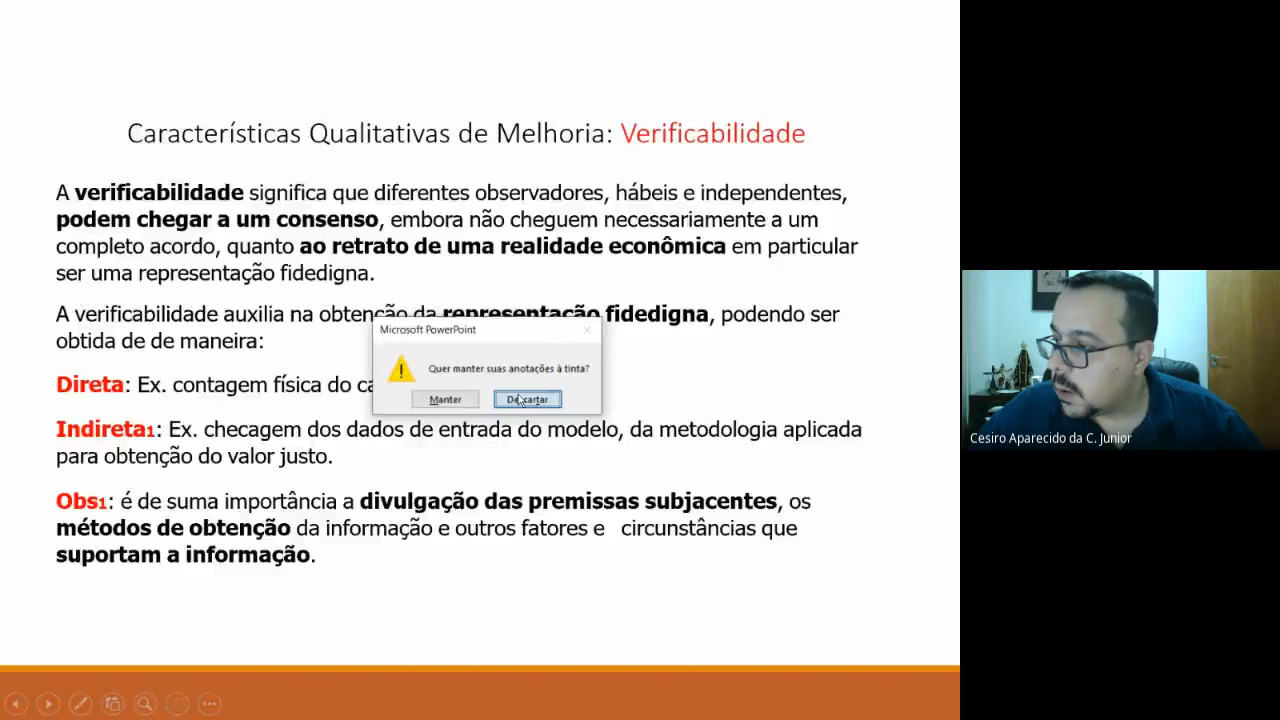 Características Qualitativas de Melhoria: Verificabilidade
A verificabilidade significa que diferentes observadores, hábeis e independentes,
podem chegar a um consenso, embora não cheguem necessariamente a um
completo acordo, quanto ao retrato de uma realidade econômica em particular
ser uma representação fidedigna.
A verificabilidade auxilia na obtenção da representação fidedigna, podendo ser
obtida de de maneira:
Microsoft PowerPoint
Quer manter suas anotações à tinta?
Manter Descartar
Direta: Ex. contagem física do ca
Indireta1: Ex. checagem dos dados de entrada do modelo, da metodologia aplicada
para obtenção do valor justo.
Obs1: é de suma importância a divulgação das premissas subjacentes, os
métodos de obtenção da informação e outros fatores e circunstâncias que
suportam a informação.
Cesiro Aparecido da C. Junior